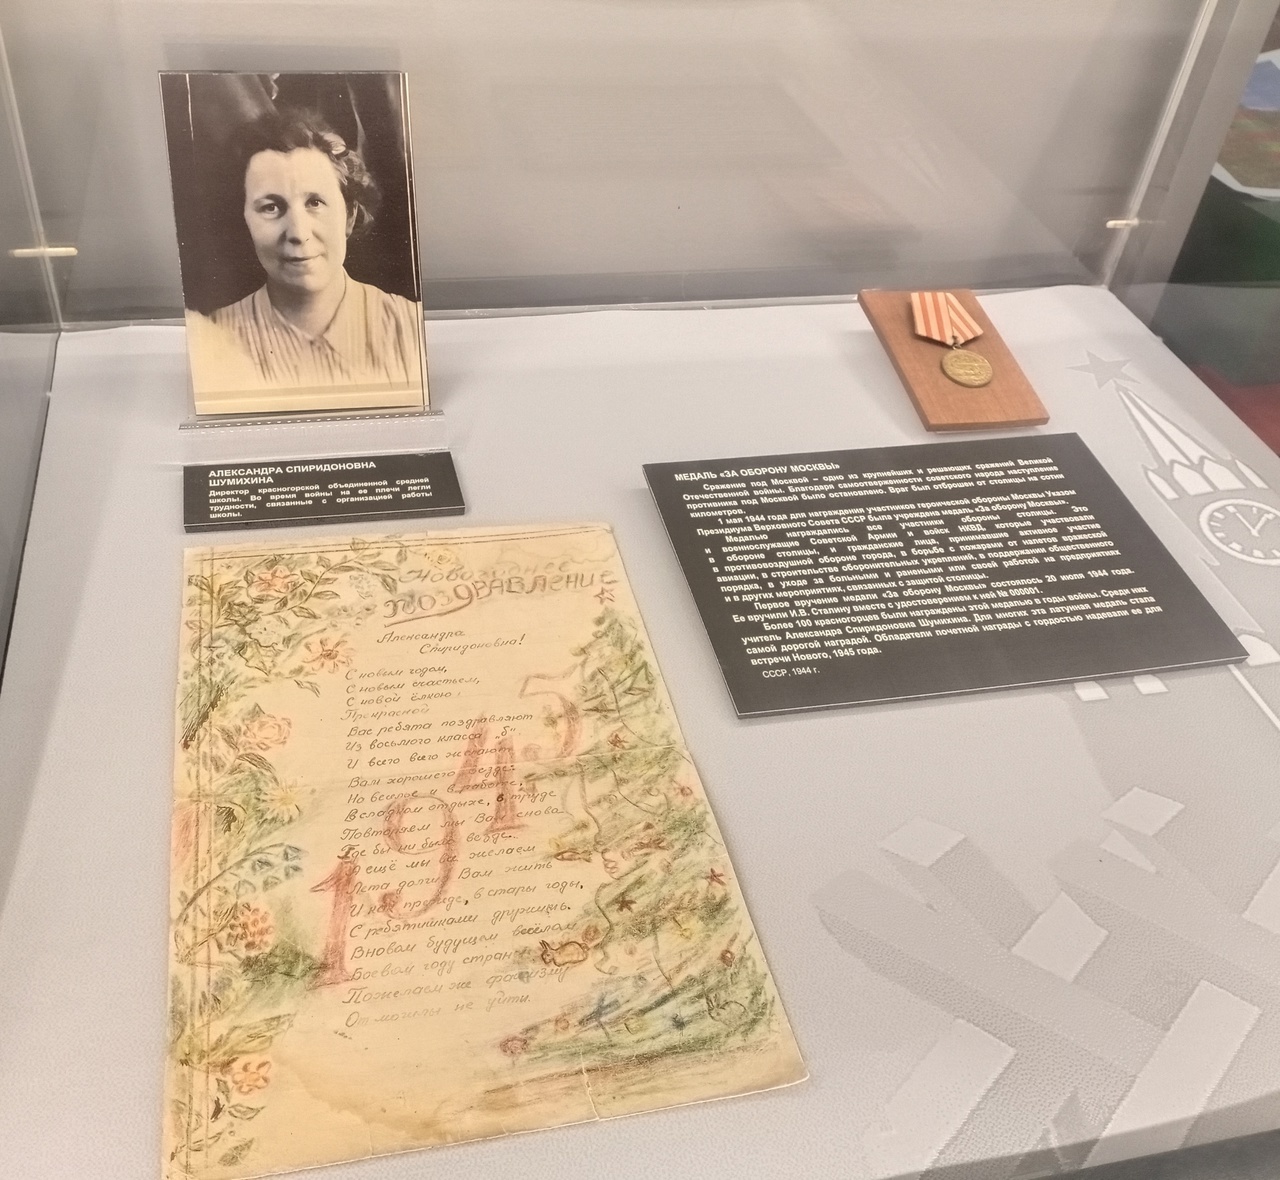 АЛЕКСАНДРА СПИРИДОНОВНА
ШУМИХИНА
Директор красногорской объединенной средней
школы. Во время войны на ее плечи легли
трудности, связанные с организацией работы
школы.
МЕДАЛЬ «ЗА ОБОРОНУ МОСКВЫ»
Сражение под Москвой – одно из крупнейших и решающих сражений Великой
Отечественной войны. Благодаря самоотверженности советского народа наступление
противника под Москвой было остановлено. Враг был отброшен от столицы на сотни
километров.
1 мая 1944 года для награждения участников героической обороны Москвы Указом
Президиума Верховного Совета СССР была учреждена медаль «За оборону Москвы».
Медалью награждались все участники обороны столицы. Это
и военнослужащие Советской Армии и войск НКВД, которые участвовали
в обороне столицы, и гражданские лица, принимавшие активное участие
в противовоздушной обороне города, в борьбе с пожарами от налетов вражеской
авиации, в строительстве оборонительных укреплений, в поддержании общественного
порядка, в уходе за больными и ранеными или своей работой на предприятиях
и в других мероприятиях, связанных с защитой столицы.
Первое вручение медали «За оборону Москвы» состоялось 20 июля 1944 года.
Ее вручили И.В. Сталину вместе с удостоверением к ней № 000001.
Более 100 красногорцев были награждены этой медалью в годы войны. Среди них
учитель Александра Спиридоновна Шумихина. Для многих эта латунная медаль стала
самой дорогой наградой. Обладатели почетной награды с гордостью надевали ее для
встречи Нового, 1945 года.
СССР, 1944 г.
Новогоднее
ПОЗДРАВЛЕНИЕ
Александра
Спиридоновна!
С новым годом,
С новым счастьем,
С новой ёлкою,
Прекрасной
Вас ребята поздравляют
Из восьмого класса „б".
И всего всего желают
Вам хорошего везде:
На веселье и в работе,
В сладком отдыхе, в труде
Повторяем мы Вам снова
Где бы ни были везде.
И ещё мы все желаем
Лета долги Вам жить
И как прежде, в стары годы,
С ребятишками дружить.
В новом будущем весёлом
Боевом году стран
Пожелаем же фашизму
От могилы не уйти.
1945